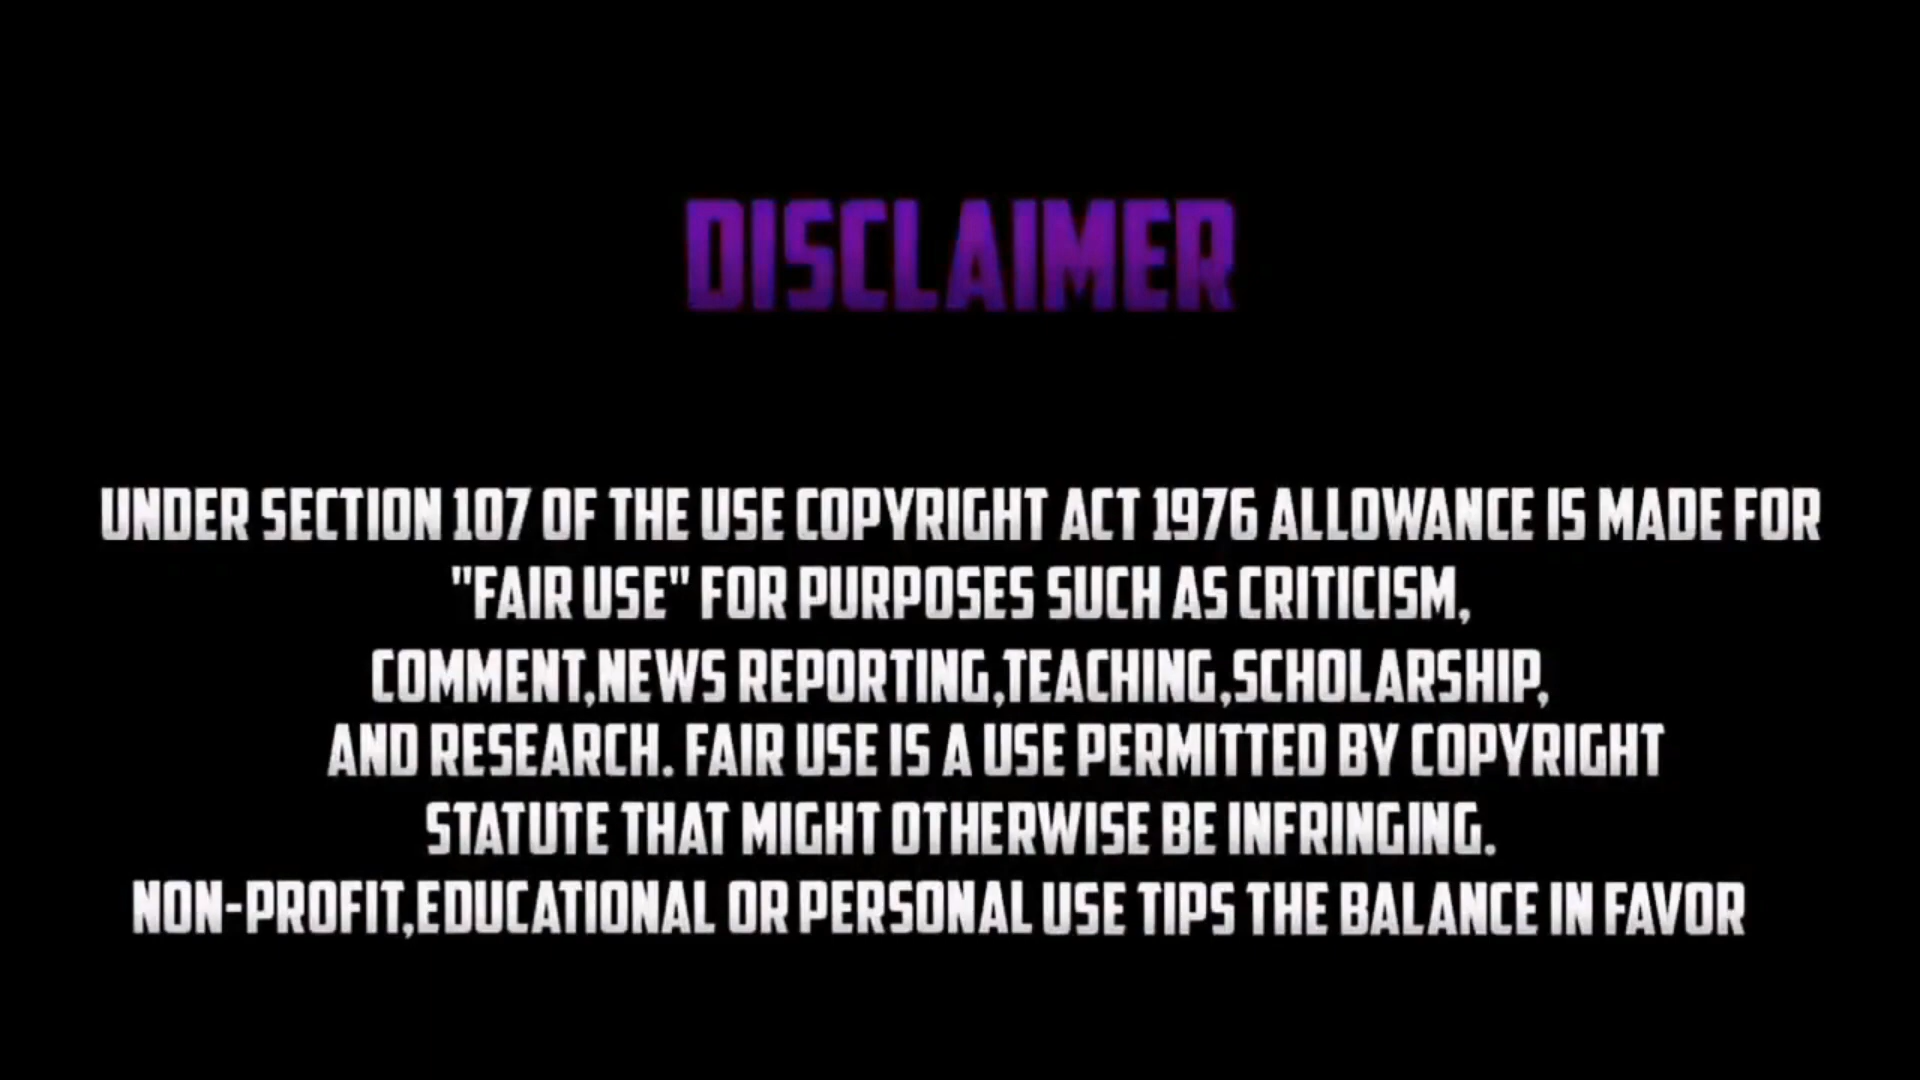 DISCLAIMER
UNDER SECTION 107 OF THE USE COPYRIGHT ACT 1976 ALLOWANCE IS MADE FOR
"FAIR USE" FOR PURPOSES SUCH AS CRITICISM,
COMMENT,NEWS REPORTING,TEACHING,SCHOLARSHIP,
AND RESEARCH. FAIR USE IS A USE PERMITTED BY COPYRIGHT
STATUTE THAT MIGHT OTHERWISE BE INFRINGING.
NON-PROFIT,EDUCATIONAL OR PERSONAL USE TIPS THE BALANCE IN FAVOR